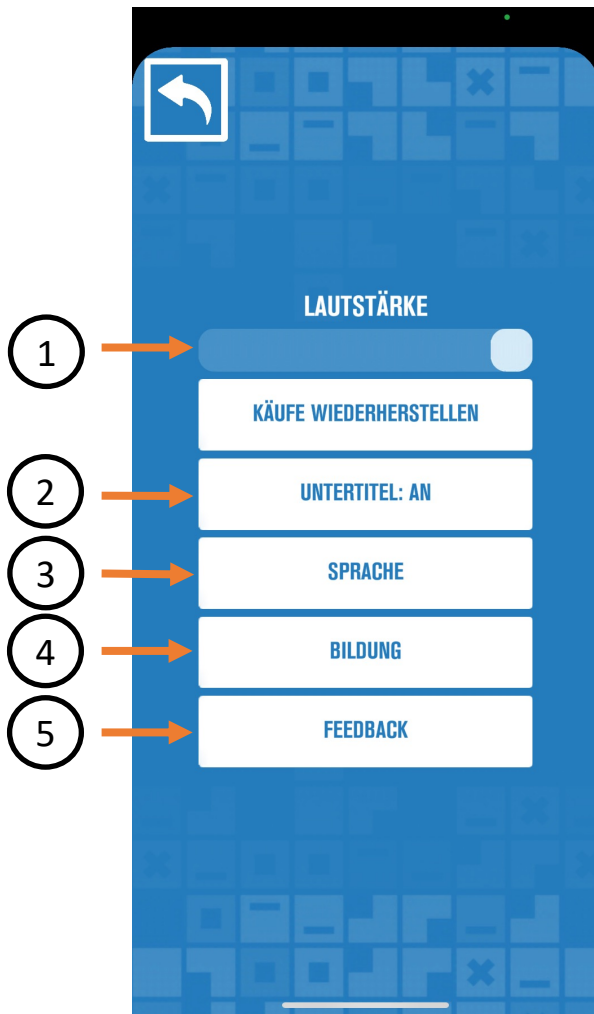 LAUTSTÄRKE
1
KÄUFE WIEDERHERSTELLEN
2 UNTERTITEL: AN
3 SPRACHE
4 BILDUNG
5 FEEDBACK